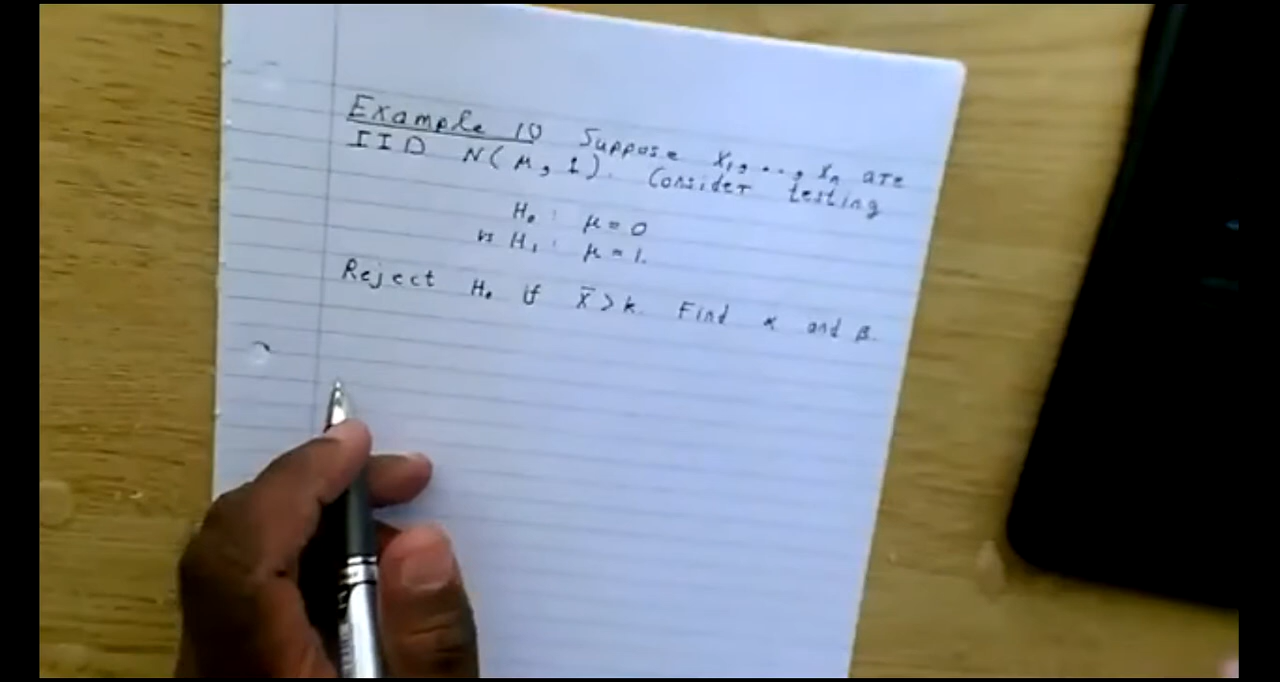 Example 10 Suppose X₁, ..., Xₙ are
IID N(μ, 1). Consider testing
H₀ : μ = 0
vs H₁ : μ = 1.
Reject H₀ if X̄ > k. Find α and β.